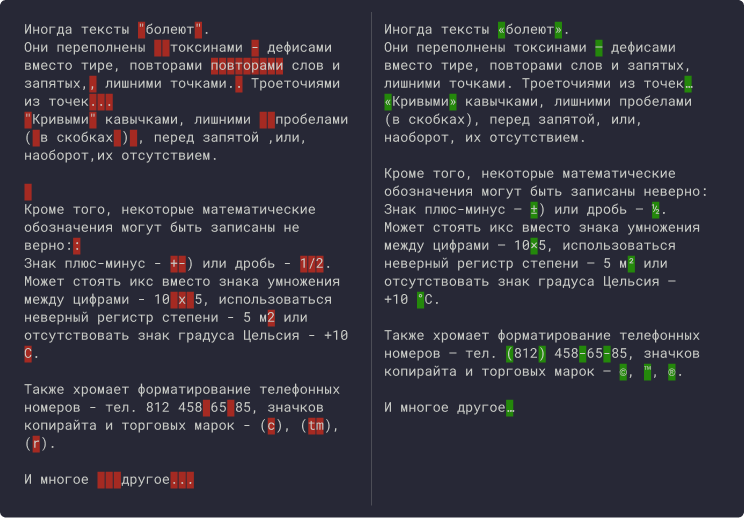 Иногда тексты "болеют".
Они переполнены  токсинами - дефисами
вместо тире, повторами повторами слов и
запятых,, лишними точками.. Троеточиями
из точек...
"Кривыми" кавычками, лишними  пробелами
( в скобках ) , перед запятой ,или,
наоборот,их отсутствием.
Кроме того, некоторые математические
обозначения могут быть записаны не
верно::
Знак плюс-минус - +-) или дробь - 1/2.
Может стоять икс вместо знака умножения
между цифрами - 10 x 5, использоваться
неверный регистр степени - 5 м2 или
отсутствовать знак градуса Цельсия - +10
C.
Также хромает форматирование телефонных
номеров - тел. 812 458 65 85, значков
копирайта и торговых марок - (c), (tm),
(r).
И многое   другое...
Иногда тексты «болеют».
Они переполнены токсинами — дефисами
вместо тире, повторами слов и запятых,
лишними точками. Троеточиями из точек…
«Кривыми» кавычками, лишними пробелами
(в скобках), перед запятой, или,
наоборот, их отсутствием.
Кроме того, некоторые математические
обозначения могут быть записаны неверно:
Знак плюс-минус — ±) или дробь — ½.
Может стоять икс вместо знака умножения
между цифрами — 10×5, использоваться
неверный регистр степени — 5 м² или
отсутствовать знак градуса Цельсия —
+10 °C.
Также хромает форматирование телефонных
номеров — тел. (812) 458-65-85, значков
копирайта и торговых марок — ©, ™, ®.
И многое другое…